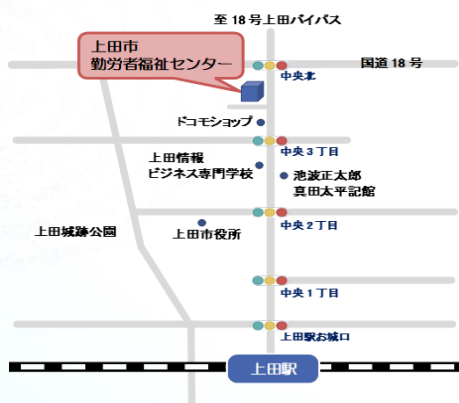 至18号上田バイパス
上田市
勤労者福祉センター
国道18号
中央北
ドコモショップ
中央3丁目
上田情報
ビジネス専門学校
池波正太郎
真田太平記館
中央2丁目
上田城跡公園
上田市役所
中央1丁目
上田駅お城口
上田駅